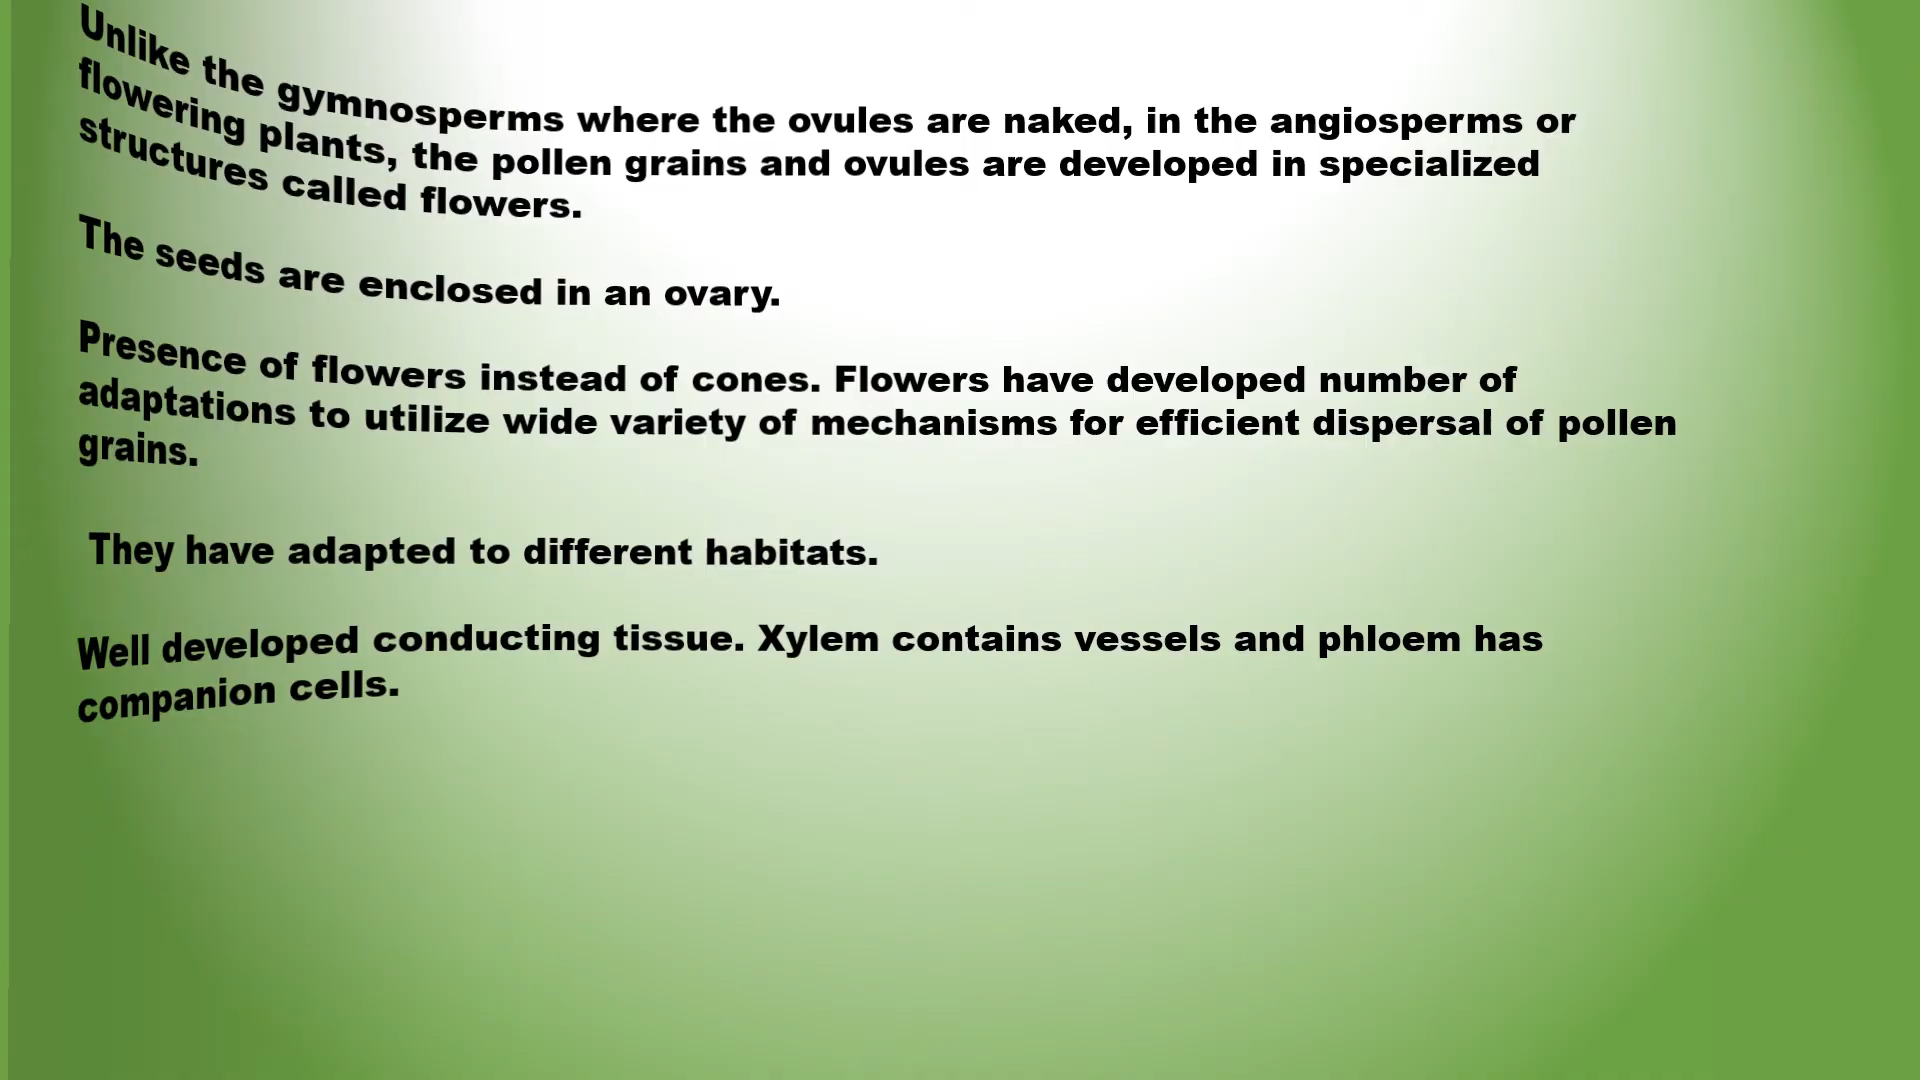 Unlike the gymnosperms where the ovules are naked, in the angiosperms or
flowering plants, the pollen grains and ovules are developed in specialized
structures called flowers.
The seeds are enclosed in an ovary.
Presence of flowers instead of cones. Flowers have developed number of
adaptations to utilize wide variety of mechanisms for efficient dispersal of pollen
grains.
They have adapted to different habitats.
Well developed conducting tissue. Xylem contains vessels and phloem has
companion cells.